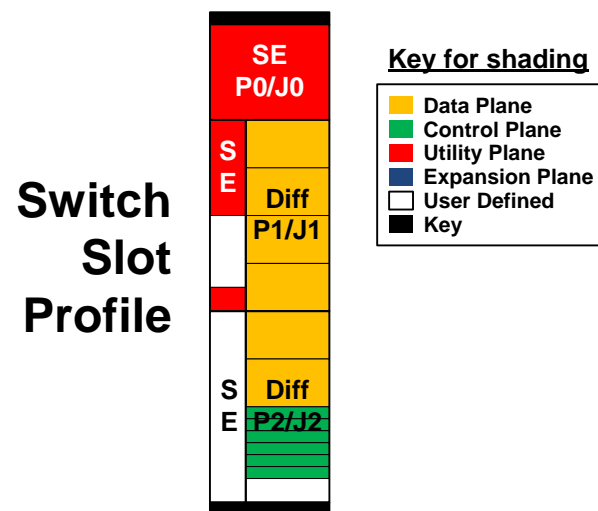 SE
P0/J0
S
E
Diff
P1/J1
S
E
Diff
P2/J2
Switch
Slot
Profile
Key for shading
Data Plane
Control Plane
Utility Plane
Expansion Plane
User Defined
Key